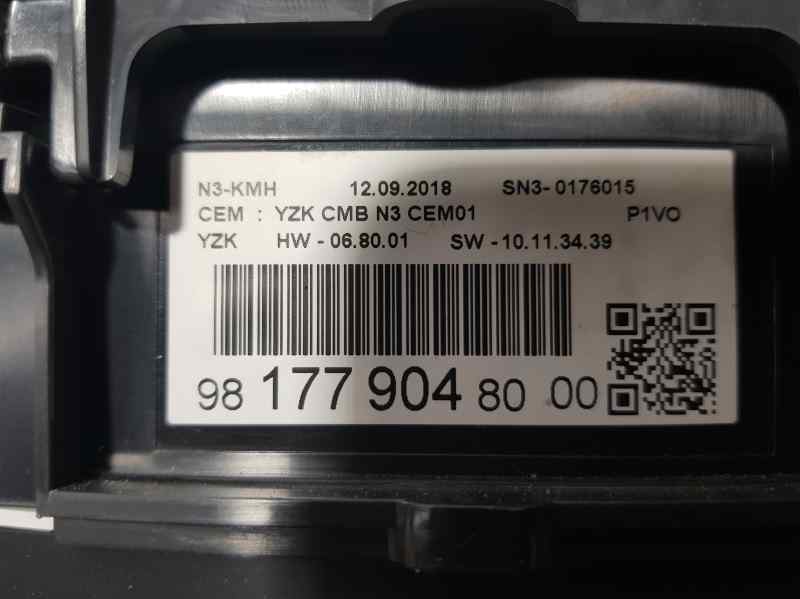 N3-KMH 12.09.2018 SN3-0176015
CEM : YZK CMB N3 CEM01 P1VO
YZK HW-06.80.01 SW-10.11.34.39
98 177 904 80 00